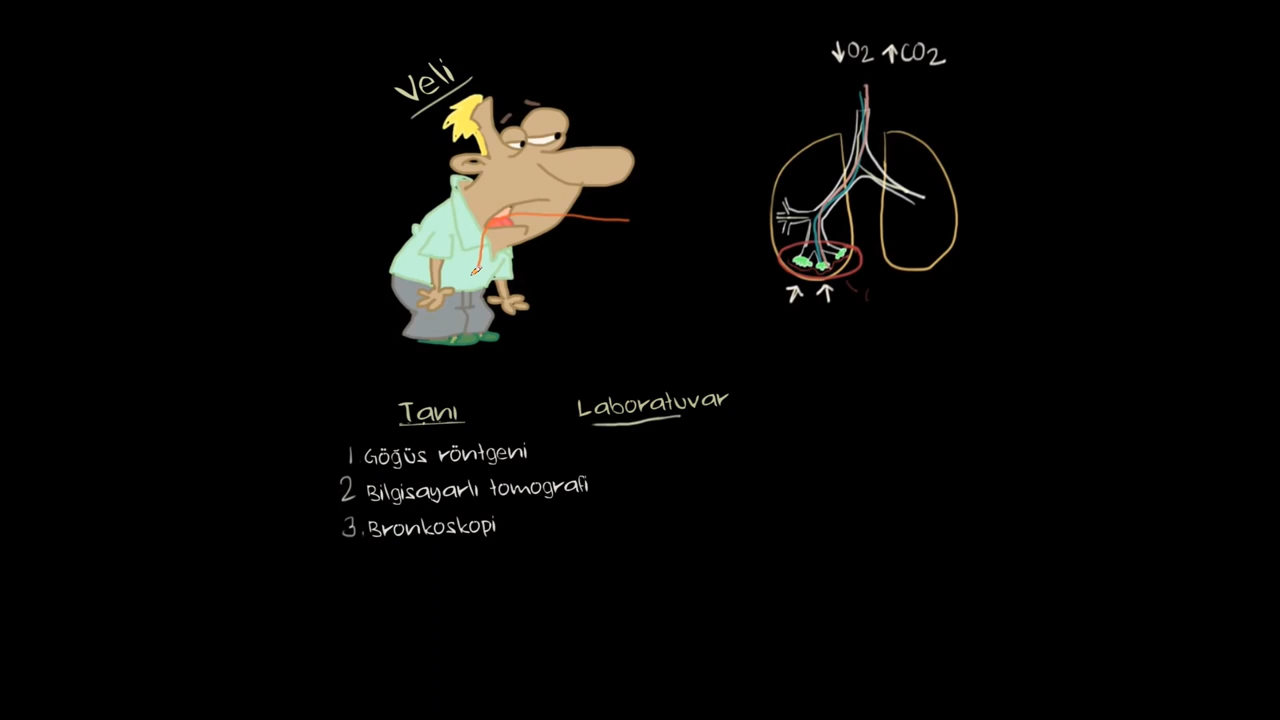 Veli
↓O2 ↑CO2
Tanı
Laboratuvar
1. Göğüs röntgeni
2 Bilgisayarlı tomografi
3. Bronkoskopi